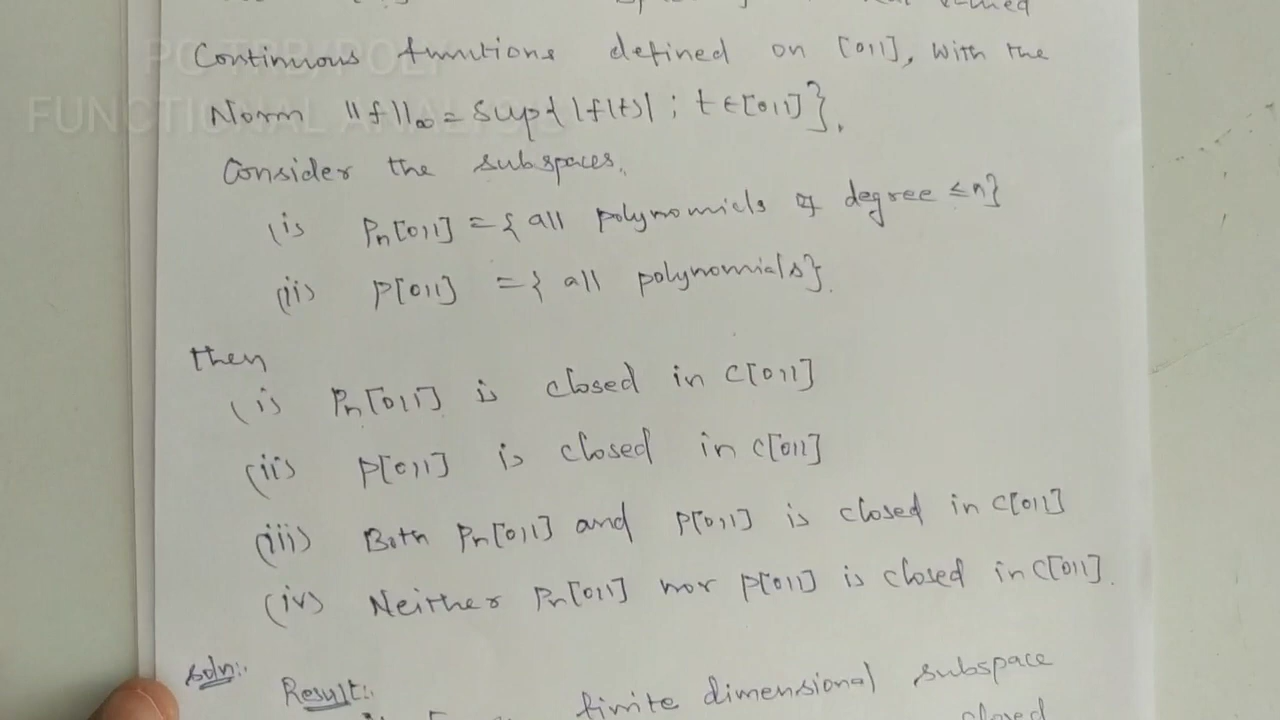 Continuous functions defined on [0,1], with the
Norm ||f||∞ = Sup{ |f(t)| ; t ∈ [0,1] }.
Consider the subspaces.
(i) Pn[0,1] = { all polynomials of degree ≤ n}
(ii) P[0,1] = { all polynomials}.
then
(i) Pn[0,1] is closed in C[0,1]
(ii) P[0,1] is closed in C[0,1]
(iii) Both Pn[0,1] and P[0,1] is closed in C[0,1]
(iv) Neither Pn[0,1] nor P[0,1] is closed in C[0,1].
Soln:-
Result:-
finite dimensional subspace
closed
FUNCTIONAL